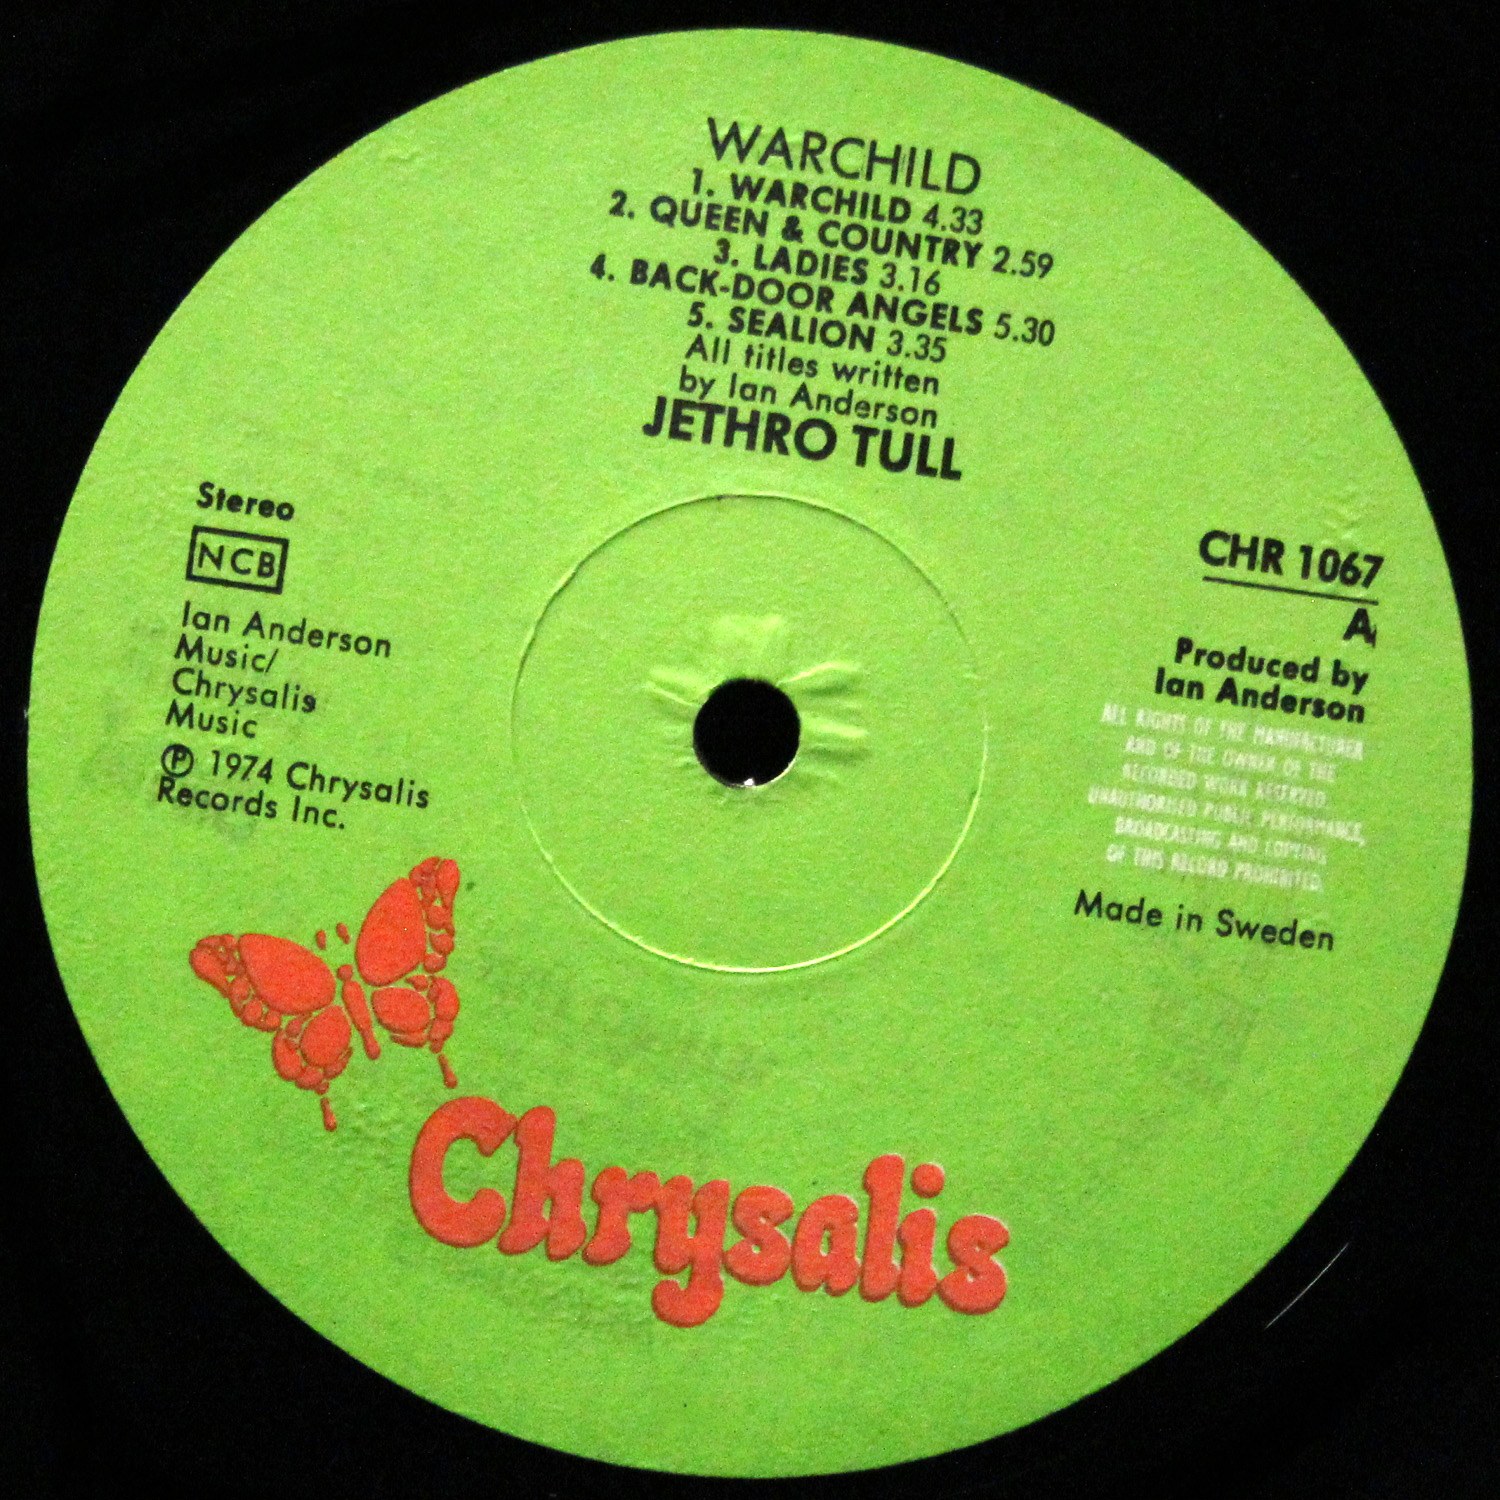 WARCHILD
1. WARCHILD 4.33
2. QUEEN & COUNTRY 2.59
3. LADIES 3.16
4. BACK-DOOR ANGELS 5.30
5. SEALION 3.35
All titles written
by Ian Anderson
JETHRO TULL
Stereo
NCB
Ian Anderson
Music/
Chrysalis
Music
℗ 1974 Chrysalis
Records Inc.
CHR 1067
A
Produced by
Ian Anderson
ALL RIGHTS OF THE MANUFACTURER
AND OF THE OWNER OF THE
RECORDED WORK RESERVED.
UNAUTHORISED PUBLIC PERFORMANCE,
BROADCASTING AND COPYING
OF THIS RECORD PROHIBITED.
Made in Sweden
Chrysalis